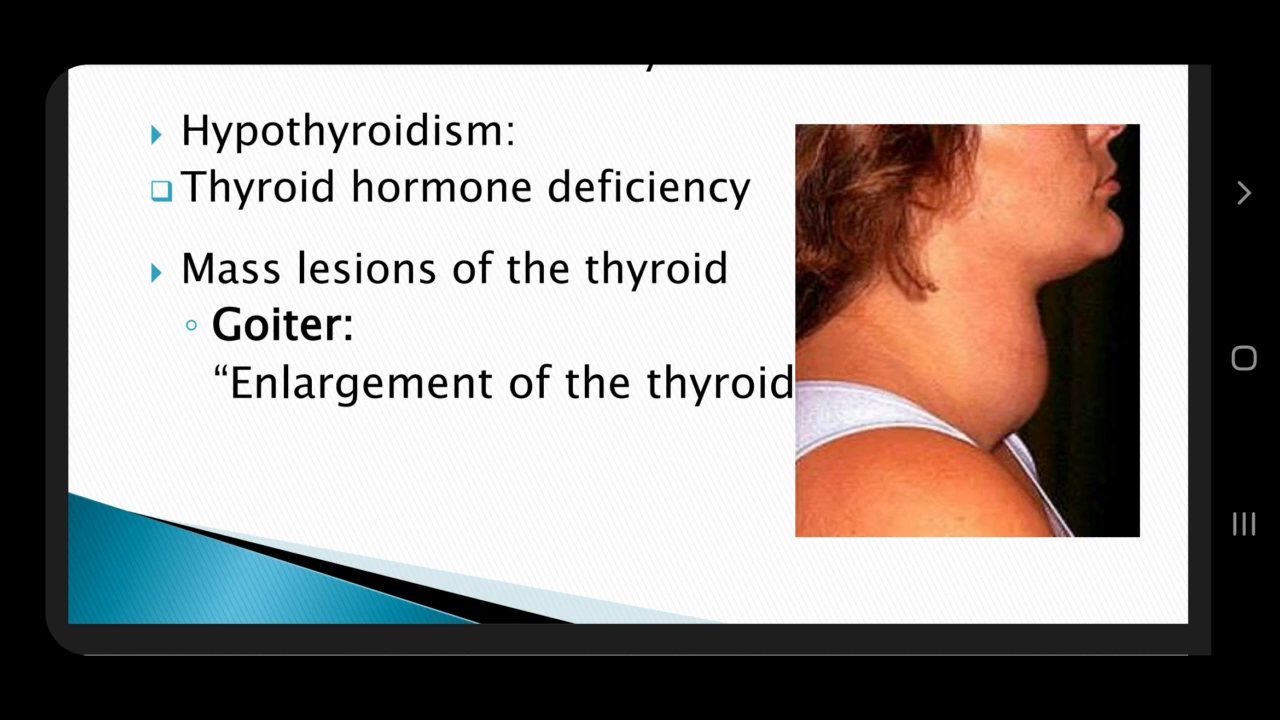 Hypothyroidism:
Thyroid hormone deficiency
Mass lesions of the thyroid
Goiter:
“Enlargement of the thyroid